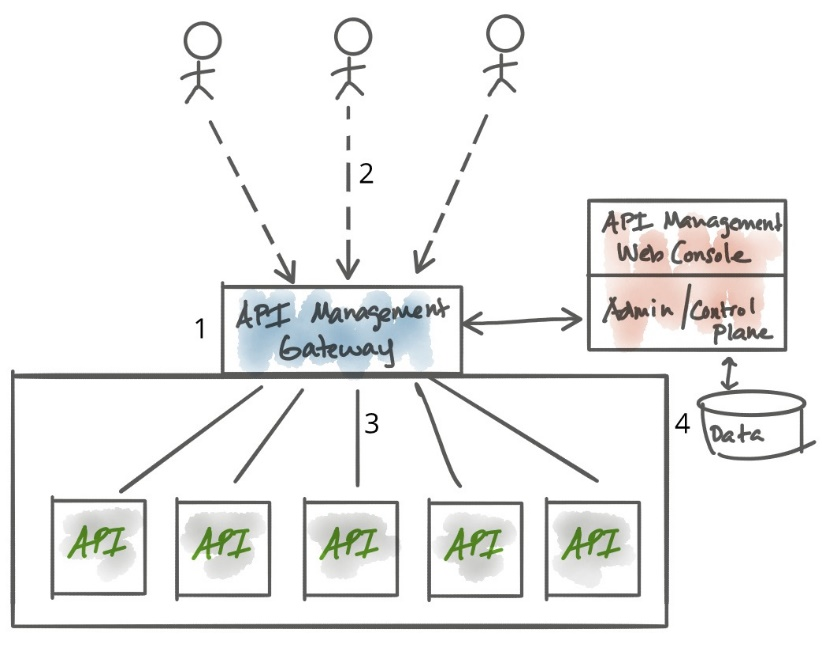 2
API Management
Web Console
Admin / Control
Plane
1
API Management
Gateway
3
4
Data
API
API
API
API
API